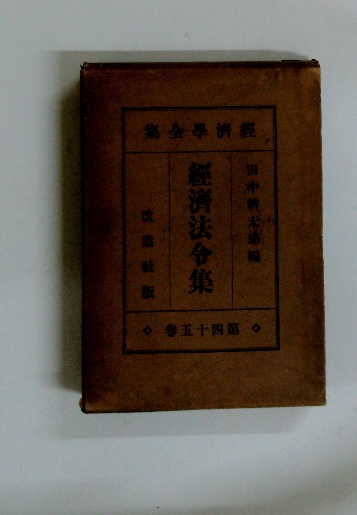 經濟學全集
田中耕太郎編
經濟法令集
改造社版
第四十五卷